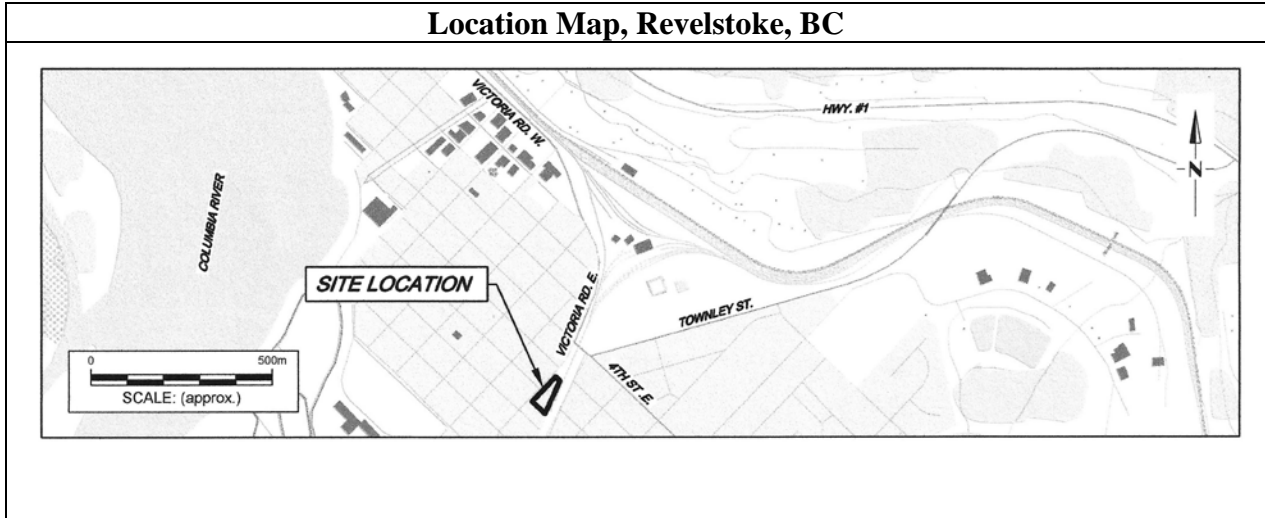 Location Map, Revelstoke, BC
VICTORIA RD. W.
HWY. #1
N
COLUMBIA RIVER
SITE LOCATION
VICTORIA RD. E.
TOWNLEY ST.
4TH ST .E.
0 500m
SCALE: (approx.)